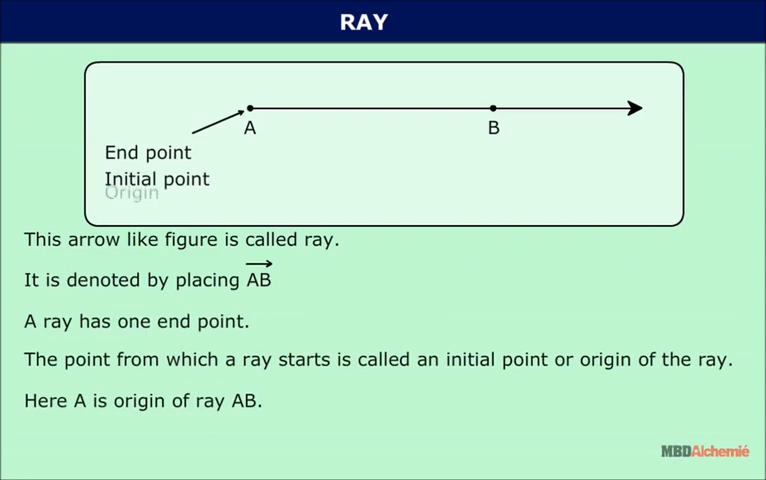 RAY
A
B
End point
Initial point
Origin
This arrow like figure is called ray.
It is denoted by placing AB
A ray has one end point.
The point from which a ray starts is called an initial point or origin of the ray.
Here A is origin of ray AB.
MBDAlchemié